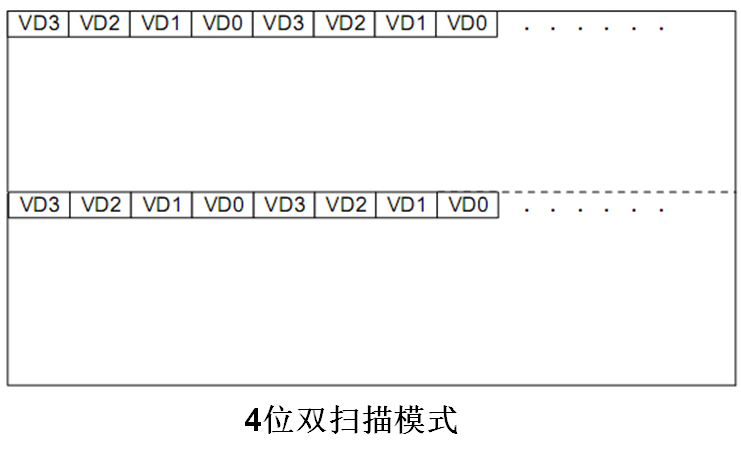 VD3 VD2 VD1 VD0 VD3 VD2 VD1 VD0 . . . . . .
VD3 VD2 VD1 VD0 VD3 VD2 VD1 VD0 . . . . . .
4位双扫描模式